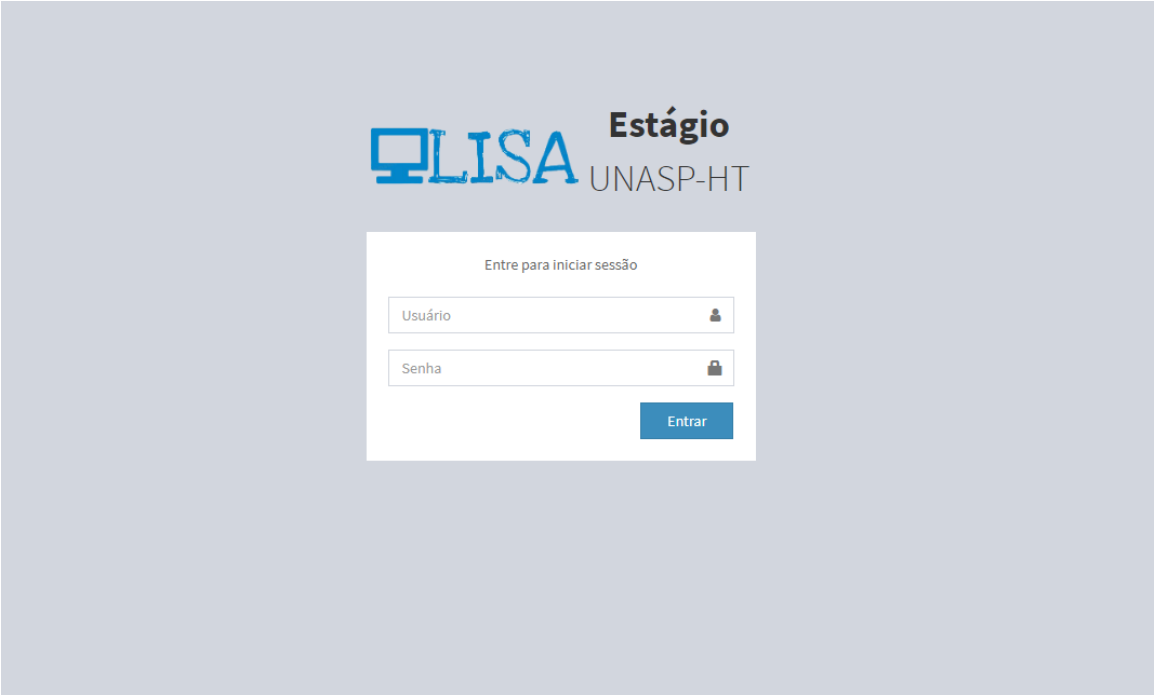 LISA
Estágio
UNASP-HT
Entre para iniciar sessão
Usuário
Senha
Entrar